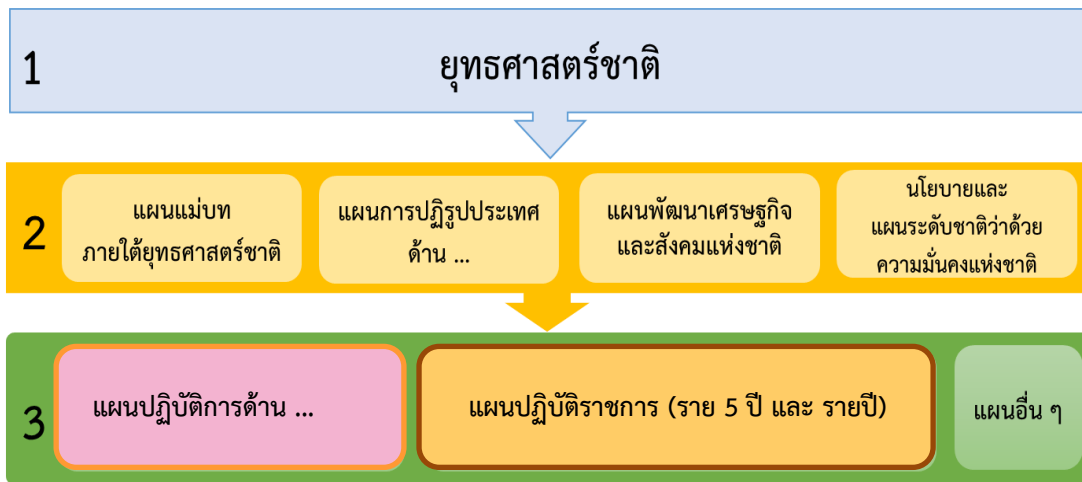 1
ยุทธศาสตร์ชาติ
2
แผนแม่บท
ภายใต้ยุทธศาสตร์ชาติ
แผนการปฏิรูปประเทศ
ด้าน ...
แผนพัฒนาเศรษฐกิจ
และสังคมแห่งชาติ
นโยบายและ
แผนระดับชาติว่าด้วย
ความมั่นคงแห่งชาติ
3
แผนปฏิบัติการด้าน ...
แผนปฏิบัติราชการ (ราย 5 ปี และ รายปี)
แผนอื่น ๆ